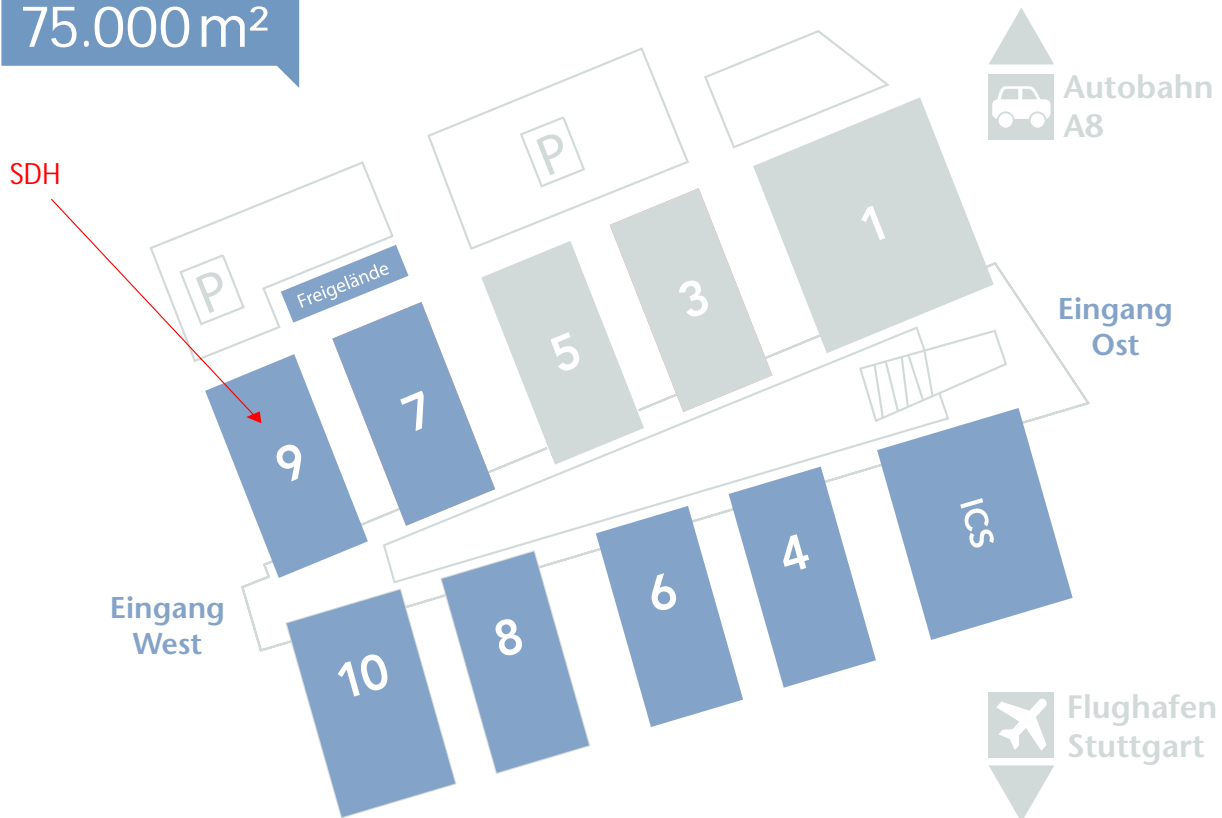 75.000 m²
Autobahn
A8
SDH
P
P
1
3
5
Freigelände
7
9
Eingang
Ost
ICS
4
6
8
10
Eingang
West
Flughafen
Stuttgart